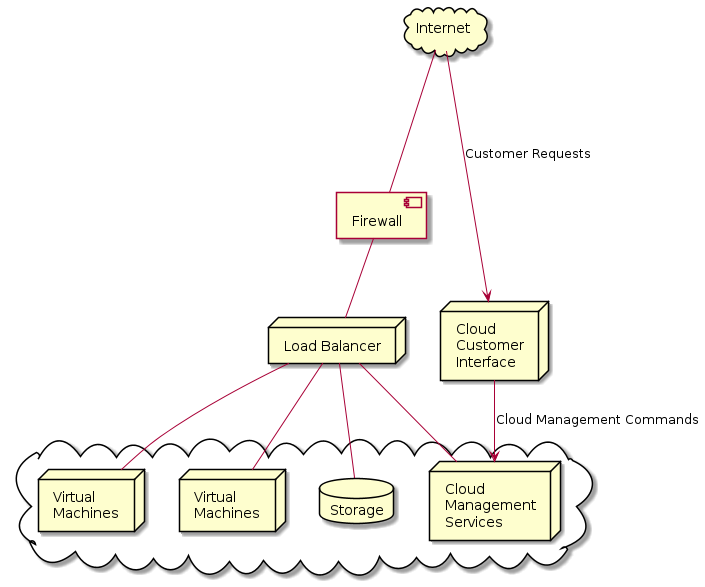 Internet
Customer Requests
Firewall
Load Balancer
Cloud
Customer
Interface
Cloud Management Commands
Virtual
Machines
Virtual
Machines
Storage
Cloud
Management
Services